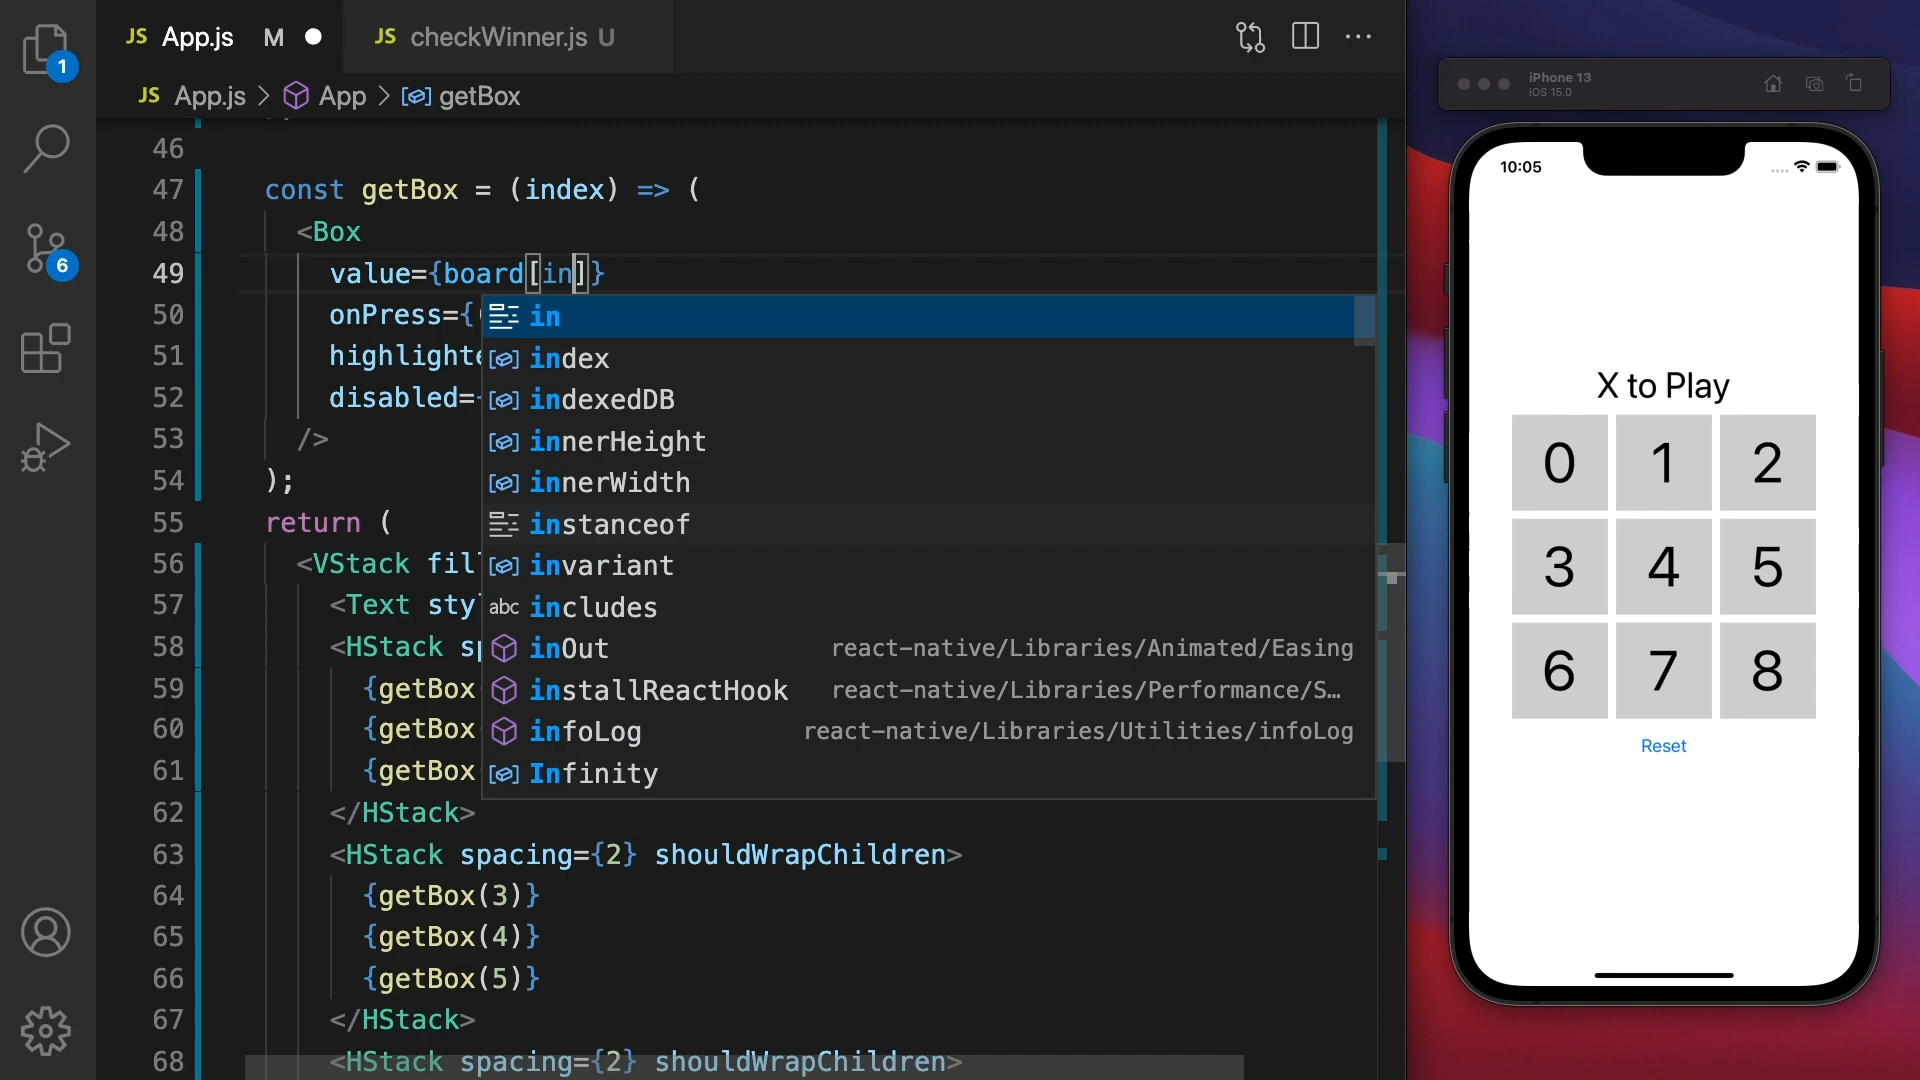 1
6
JS App.js M
JS checkWinner.js U
JS App.js > App > getBox
46
47 const getBox = (index) => (
48 <Box
49 value={board[in]}
50 onPress={
51 highlighte
52 disabled=
53 />
54 );
55 return (
56 <VStack fil
57 <Text sty
58 <HStack sp
59 {getBox
60 {getBox
61 {getBox
62 </HStack>
63 <HStack spacing={2} shouldWrapChildren>
64 {getBox(3)}
65 {getBox(4)}
66 {getBox(5)}
67 </HStack>
68 <HStack spacing={2} shouldWrapChildren>
in
index
indexedDB
innerHeight
innerWidth
instanceof
invariant
abc includes
inOut react-native/Libraries/Animated/Easing
installReactHook react-native/Libraries/Performance/S…
infoLog react-native/Libraries/Utilities/infoLog
Infinity
iPhone 13
iOS 15.0
10:05
X to Play
0 1 2
3 4 5
6 7 8
Reset